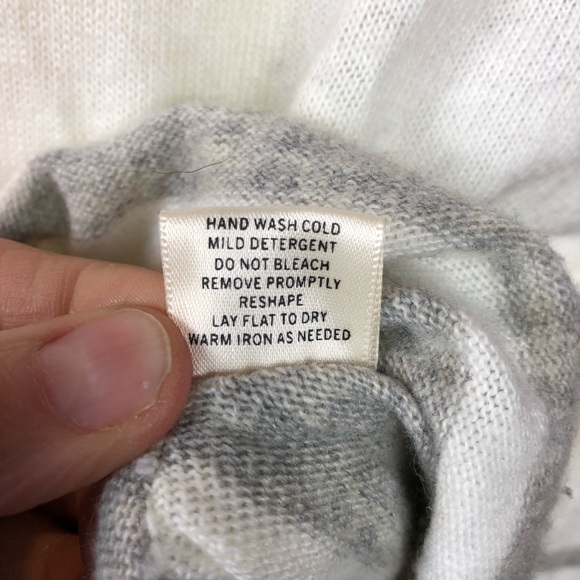 HAND WASH COLD
MILD DETERGENT
DO NOT BLEACH
REMOVE PROMPTLY
RESHAPE
LAY FLAT TO DRY
WARM IRON AS NEEDED